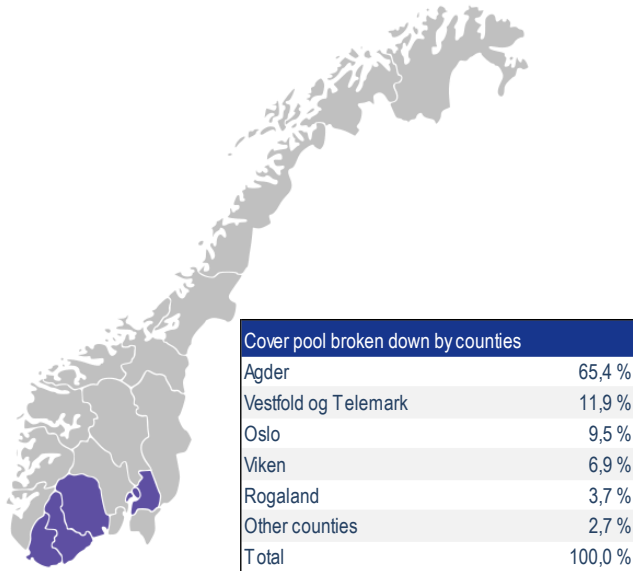 Cover pool broken down by counties
Agder 65,4 %
Vestfold og Telemark 11,9 %
Oslo 9,5 %
Viken 6,9 %
Rogaland 3,7 %
Other counties 2,7 %
Total 100,0 %